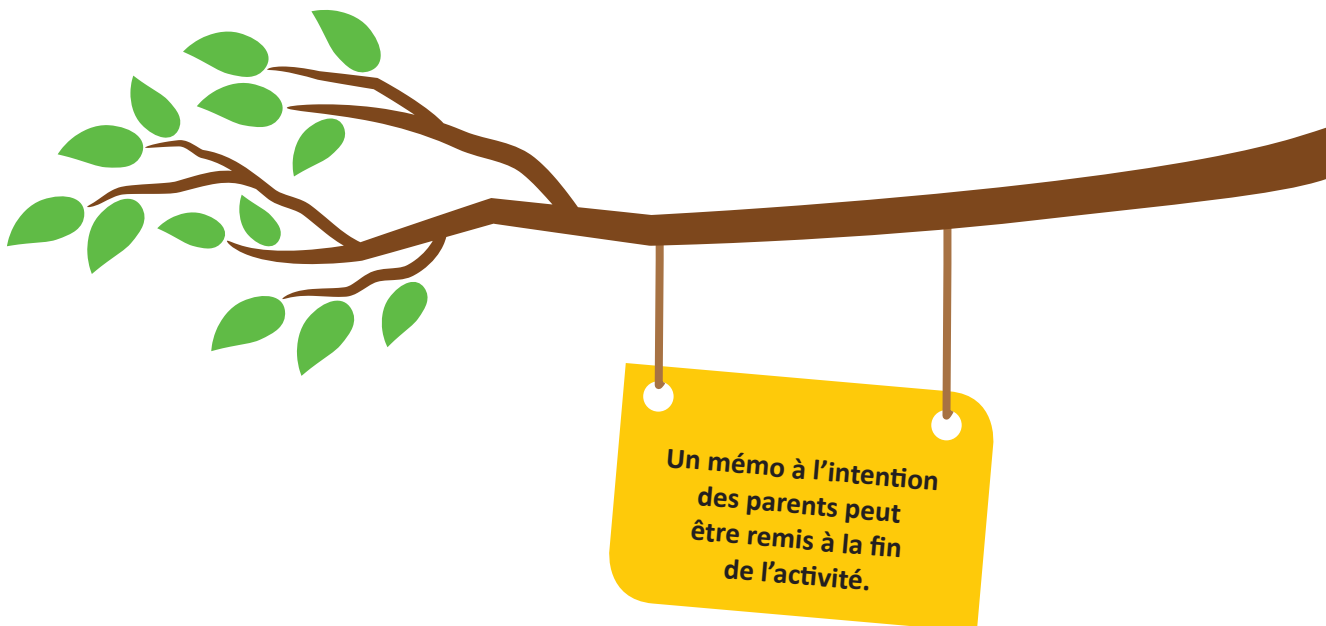 Un mémo à l’intention
des parents peut
être remis à la fin
de l’activité.